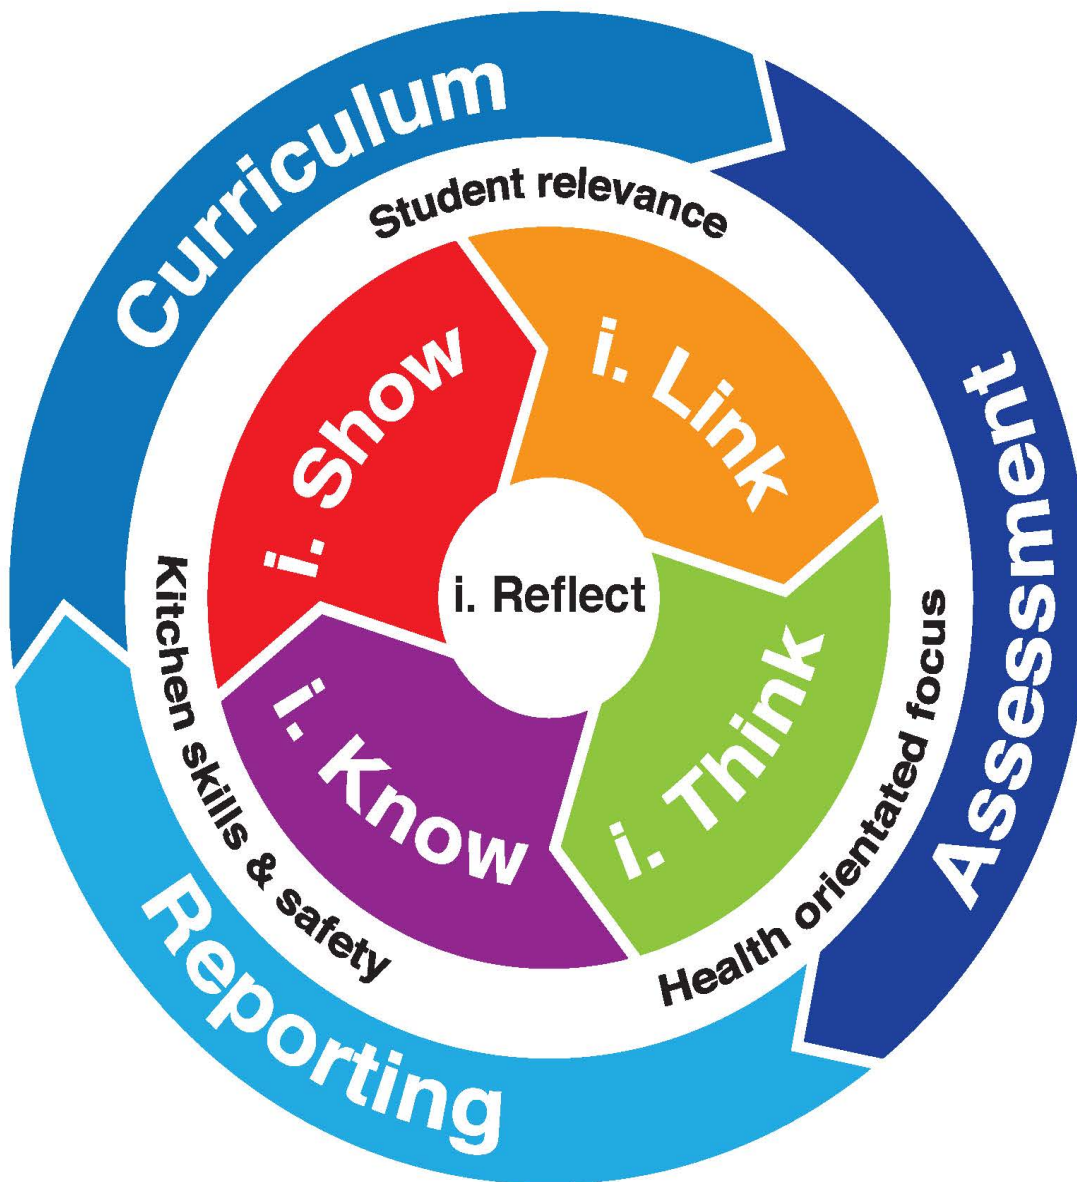 Curriculum
Assessment
Reporting
Student relevance
Health orientated focus
Kitchen skills & safety
i. Show
i. Link
i. Think
i. Know
i. Reflect